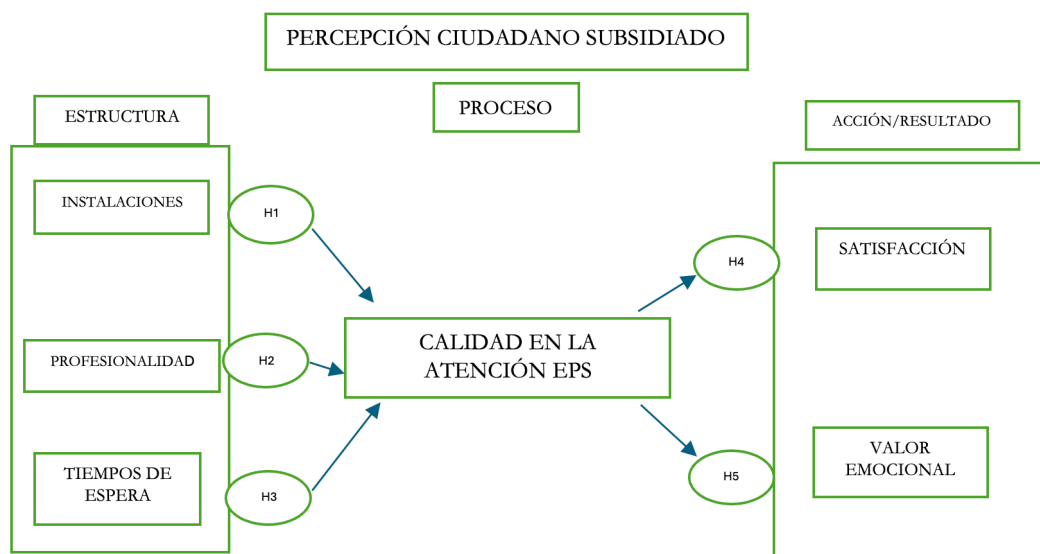 PERCEPCIÓN CIUDADANO SUBSIDIADO
PROCESO
ESTRUCTURA
ACCIÓN/RESULTADO
INSTALACIONES
H1
H4
SATISFACCIÓN
PROFESIONALIDAD
H2
CALIDAD EN LA
ATENCIÓN EPS
TIEMPOS DE
ESPERA
H3
H5
VALOR
EMOCIONAL